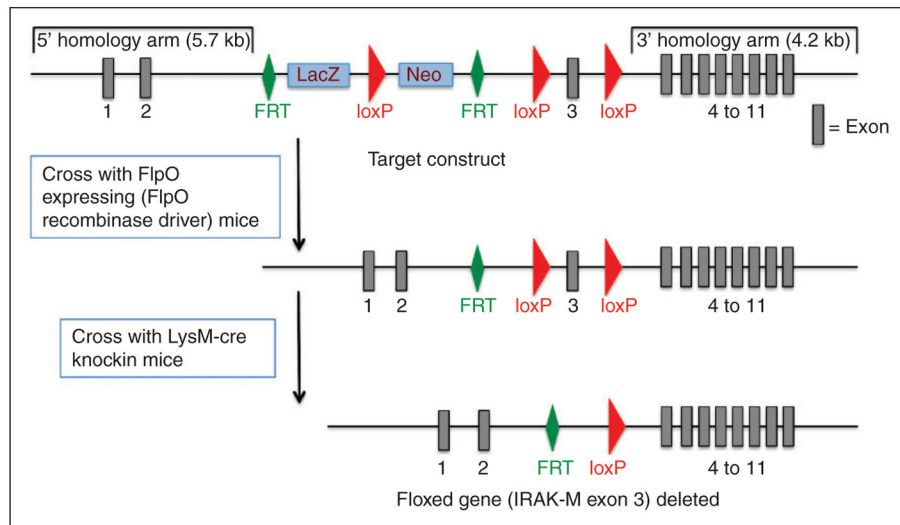 5' homology arm (5.7 kb)
3' homology arm (4.2 kb)
LacZ
Neo
1
2
FRT
loxP
FRT
loxP
3
loxP
4 to 11
= Exon
Target construct
Cross with FlpO
expressing (FlpO
recombinase driver) mice
1
2
FRT
loxP
3
loxP
4 to 11
Cross with LysM-cre
knockin mice
1
2
FRT
loxP
4 to 11
Floxed gene (IRAK-M exon 3) deleted